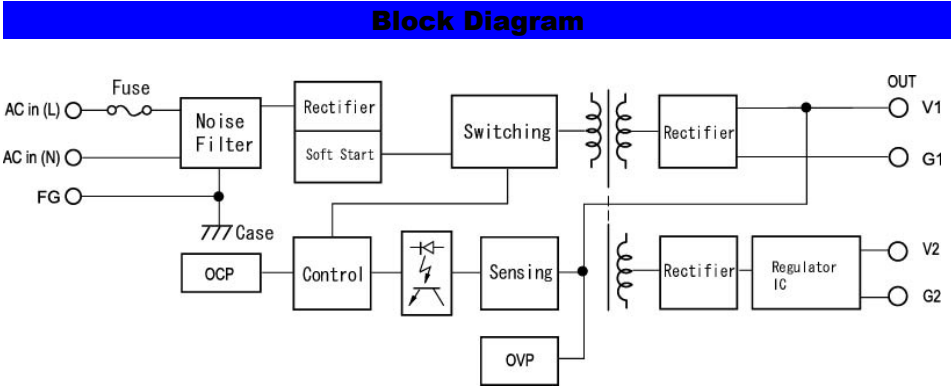 Block Diagram
OUT
Fuse
AC in (L)
Noise
Filter
Rectifier
Soft Start
Switching
Rectifier
V1
AC in (N)
G1
FG
Case
OCP
Control
Sensing
Rectifier
Regulator
IC
V2
G2
OVP